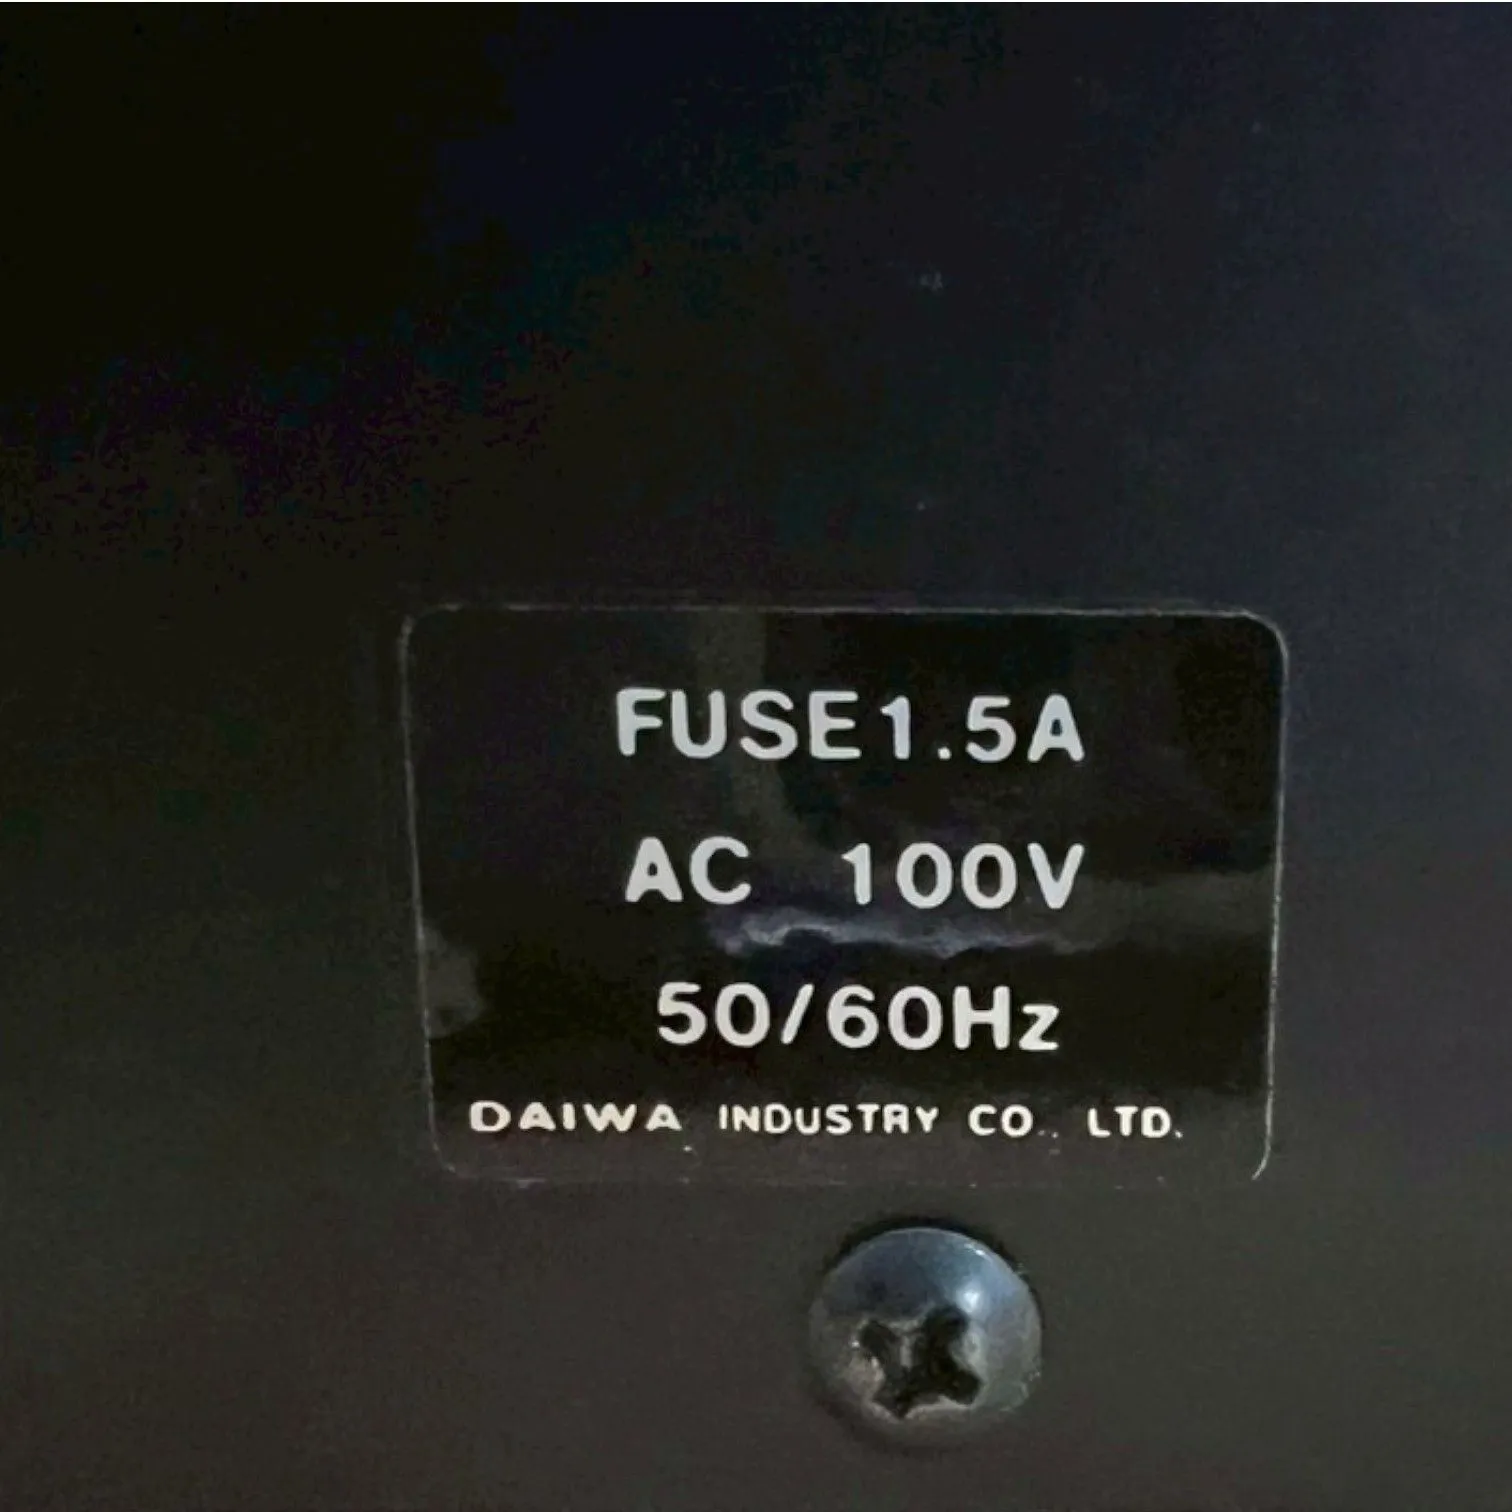 FUSE1.5A
AC 100V
50/60Hz
DAIWA INDUSTRY CO., LTD.